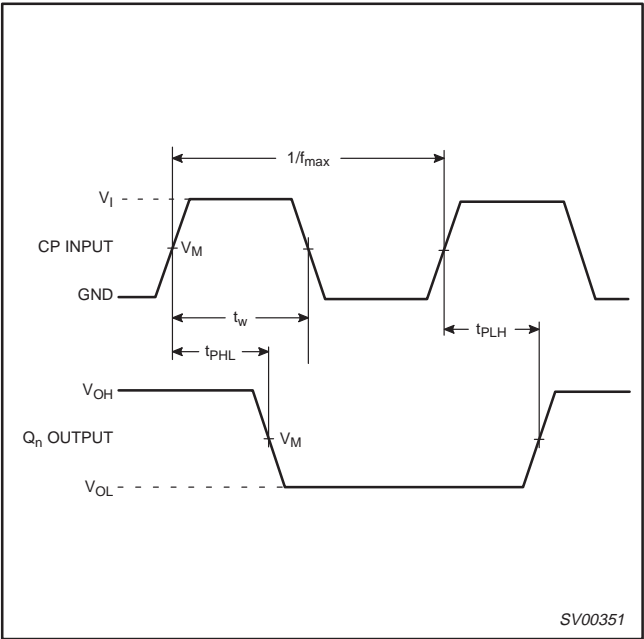 1/fmax
VI
CP INPUT
VM
GND
tw
tPHL
tPLH
VOH
Qn OUTPUT
VM
VOL
SV00351